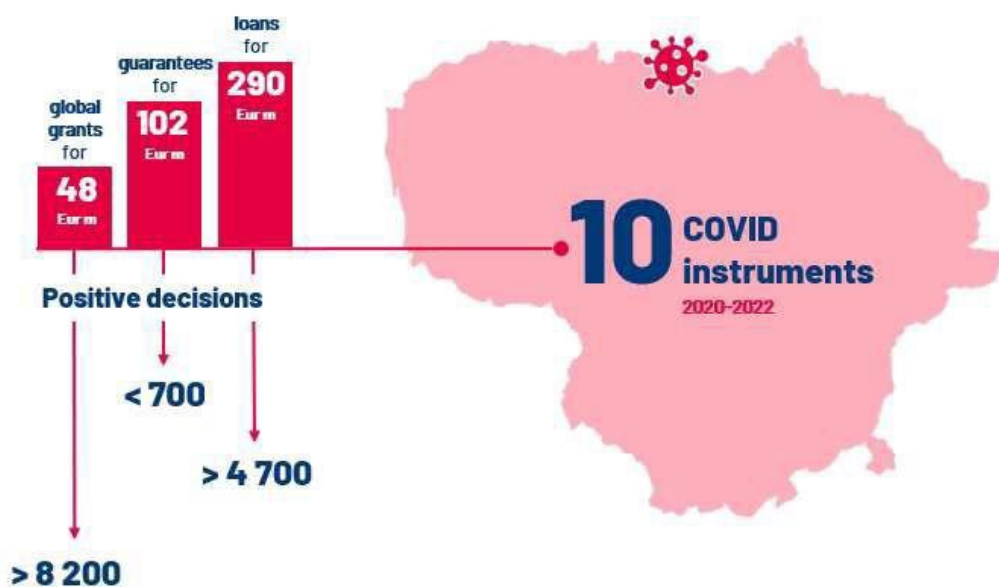 global
grants
for
48
Eur m
guarantees
for
102
Eur m
loans
for
290
Eur m
10
COVID
instruments
2020-2022
Positive decisions
< 700
> 4 700
> 8 200